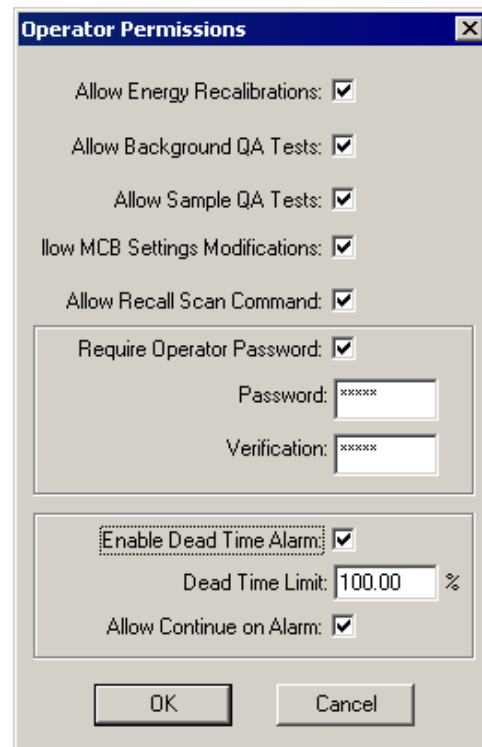 Operator Permissions
Allow Energy Recalibrations:
Allow Background QA Tests:
Allow Sample QA Tests:
llow MCB Settings Modifications:
Allow Recall Scan Command:
Require Operator Password:
Password: *****
Verification: *****
Enable Dead Time Alarm:
Dead Time Limit: 100.00 %
Allow Continue on Alarm:
OK Cancel